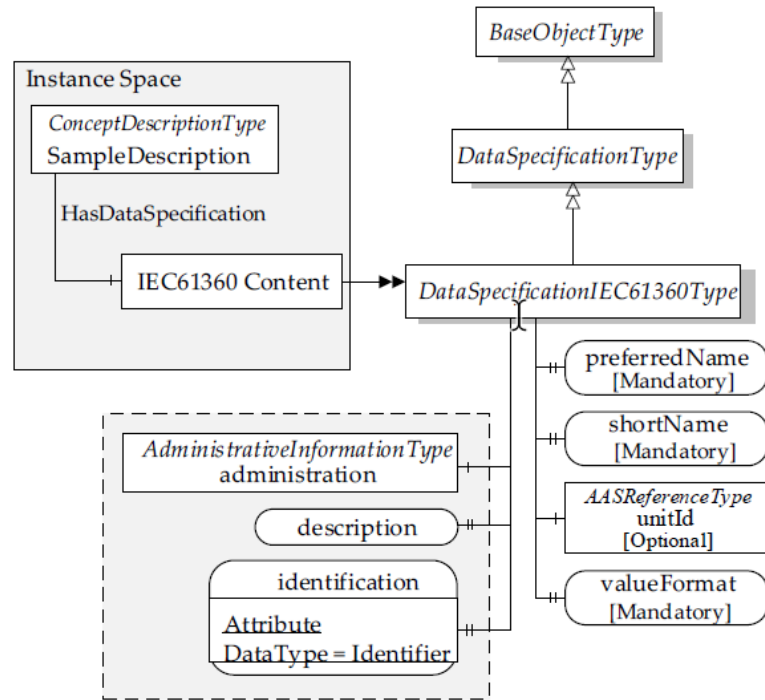 BaseObjectType
Instance Space
ConceptDescriptionType
SampleDescription
DataSpecificationType
HasDataSpecification
IEC61360 Content
DataSpecificationIEC61360Type
preferredName
[Mandatory]
shortName
[Mandatory]
AdministrativeInformationType
administration
AASReferenceType
unitId
[Optional]
description
identification
valueFormat
[Mandatory]
Attribute
DataType = Identifier